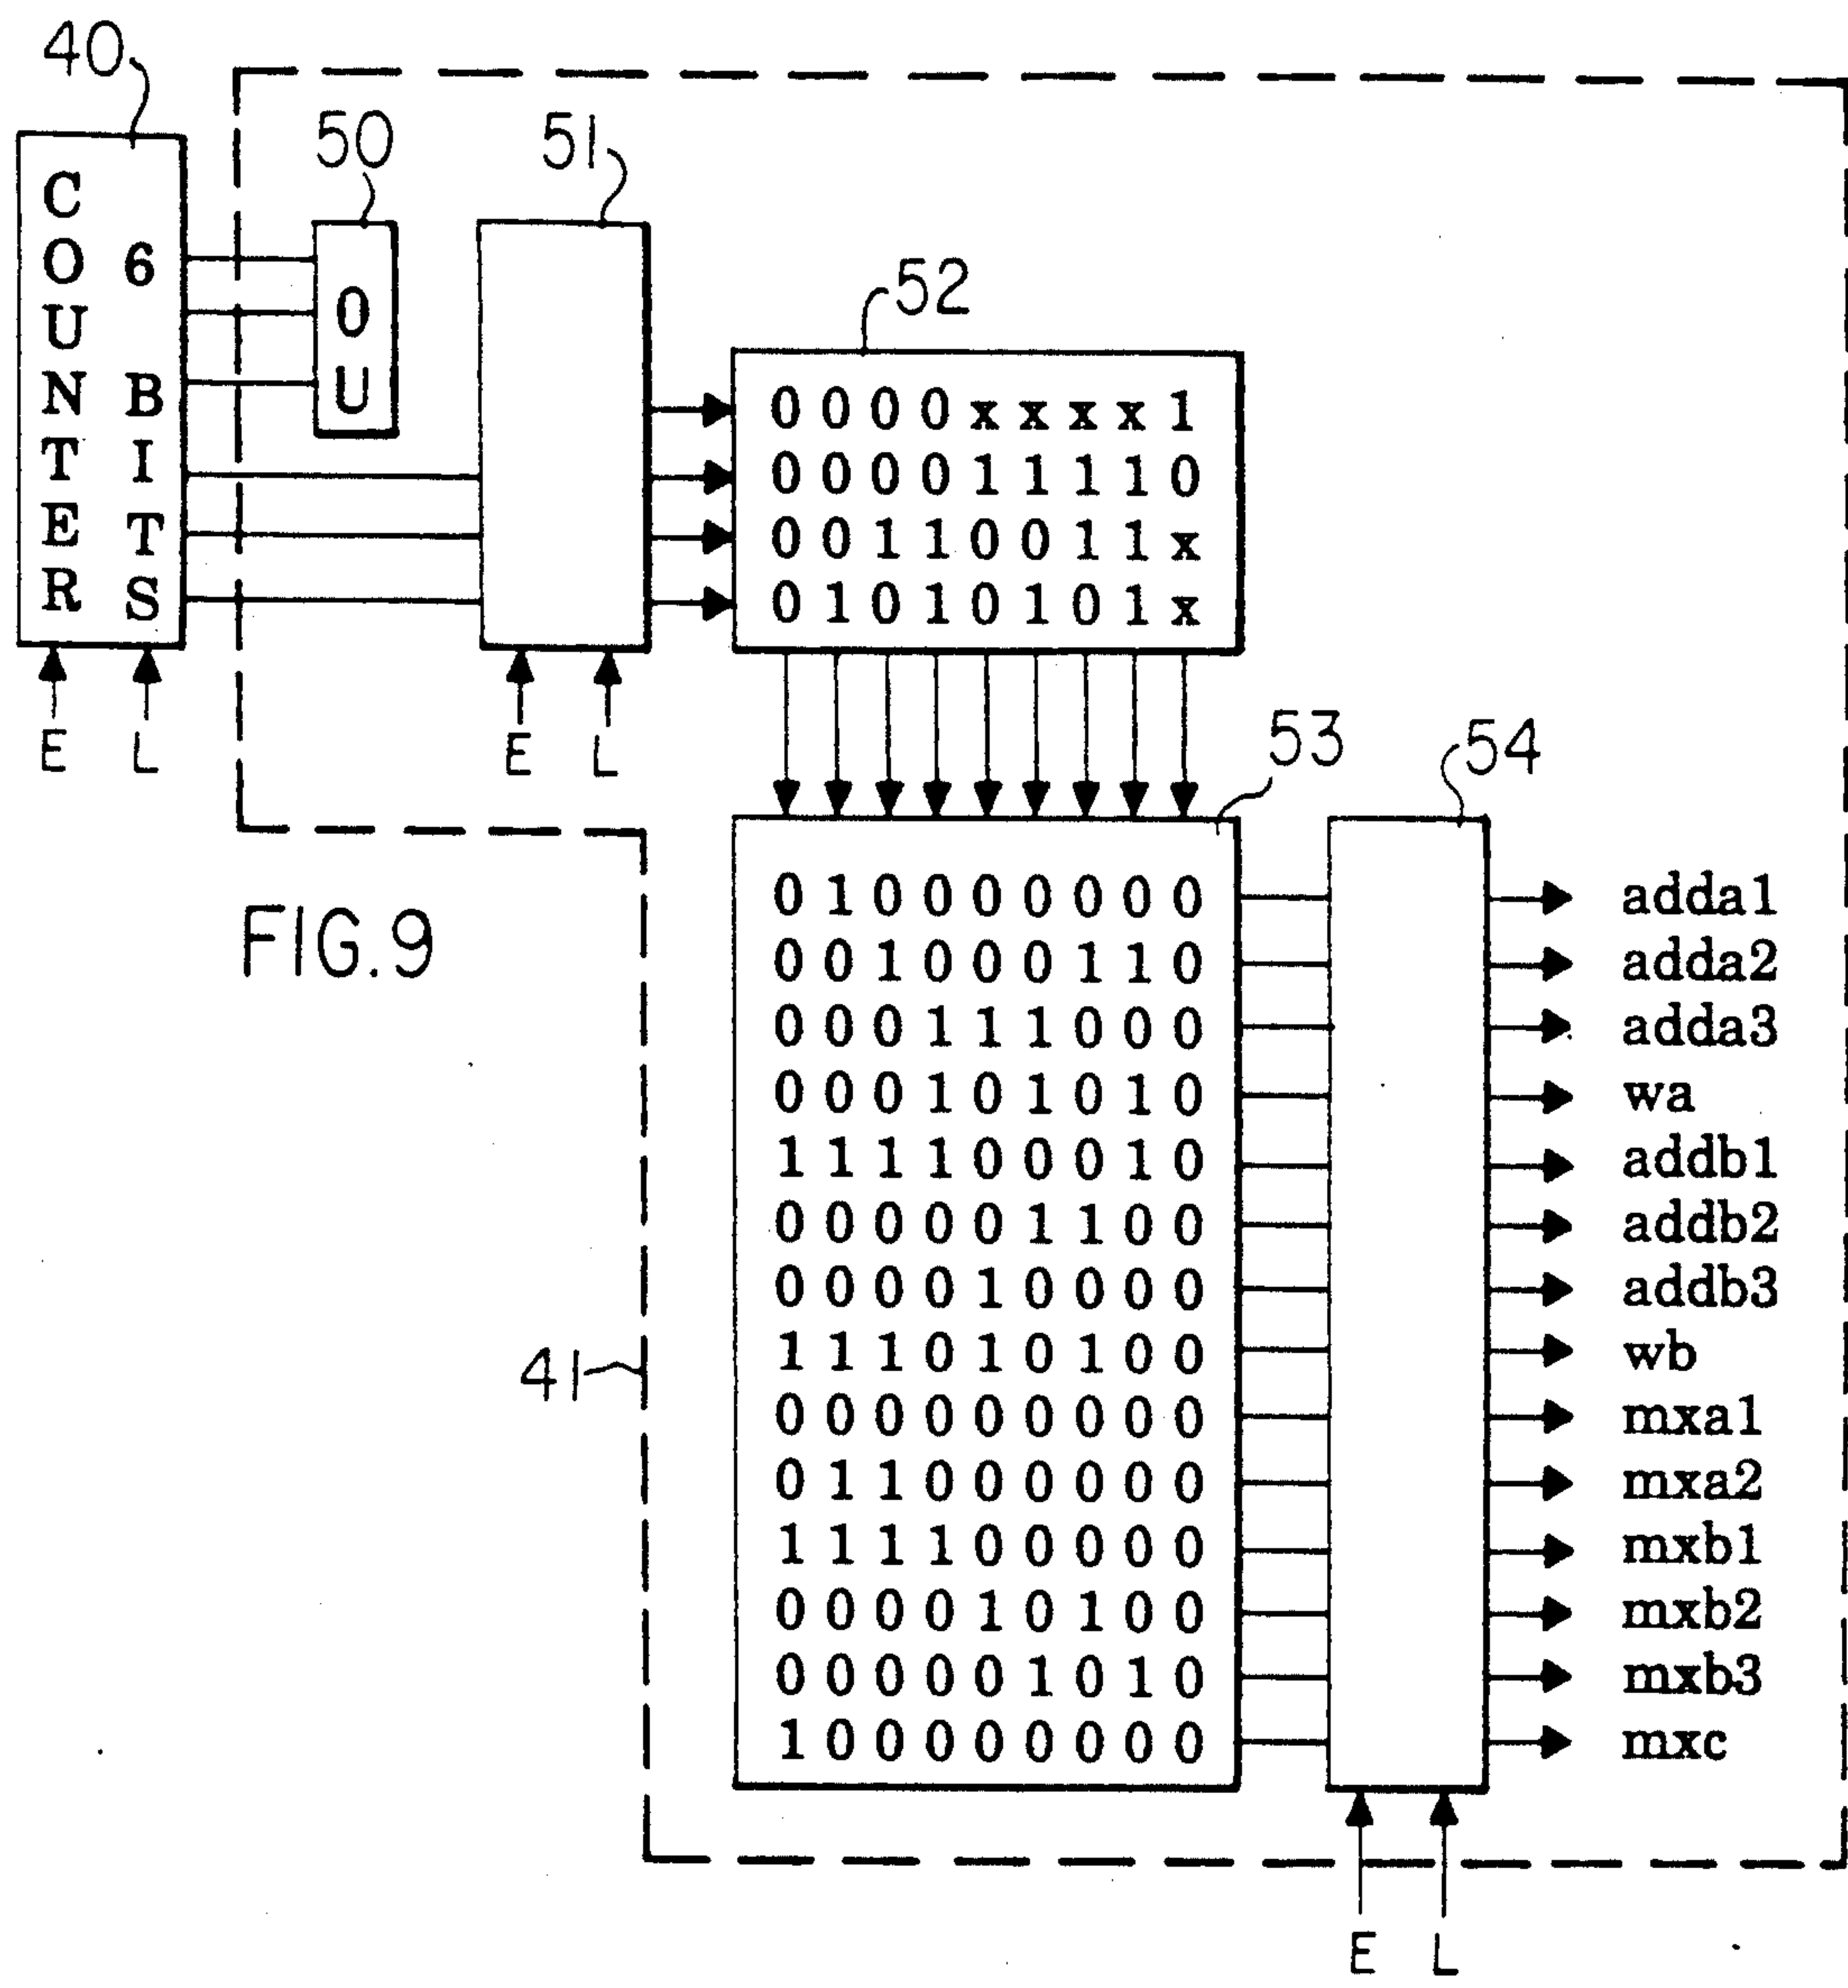 40
50
51
COUNTER
6 BITS
OU
52
0 0 0 0 x x x x 1
0 0 0 0 1 1 1 1 0
0 0 1 1 0 0 1 1 x
0 1 0 1 0 1 0 1 x
E L
E L
53
54
0 1 0 0 0 0 0 0 0 adda1
0 0 1 0 0 0 1 1 0 adda2
0 0 0 1 1 1 0 0 0 adda3
0 0 0 1 0 1 0 1 0 wa
1 1 1 1 0 0 0 1 0 addb1
0 0 0 0 0 1 1 0 0 addb2
0 0 0 0 1 0 0 0 0 addb3
1 1 1 0 1 0 1 0 0 wb
0 0 0 0 0 0 0 0 0 mxa1
0 1 1 0 0 0 0 0 0 mxa2
1 1 1 1 0 0 0 0 0 mxb1
0 0 0 0 1 0 1 0 0 mxb2
0 0 0 0 0 1 0 1 0 mxb3
1 0 0 0 0 0 0 0 0 mxc
FIG.9
41
E L